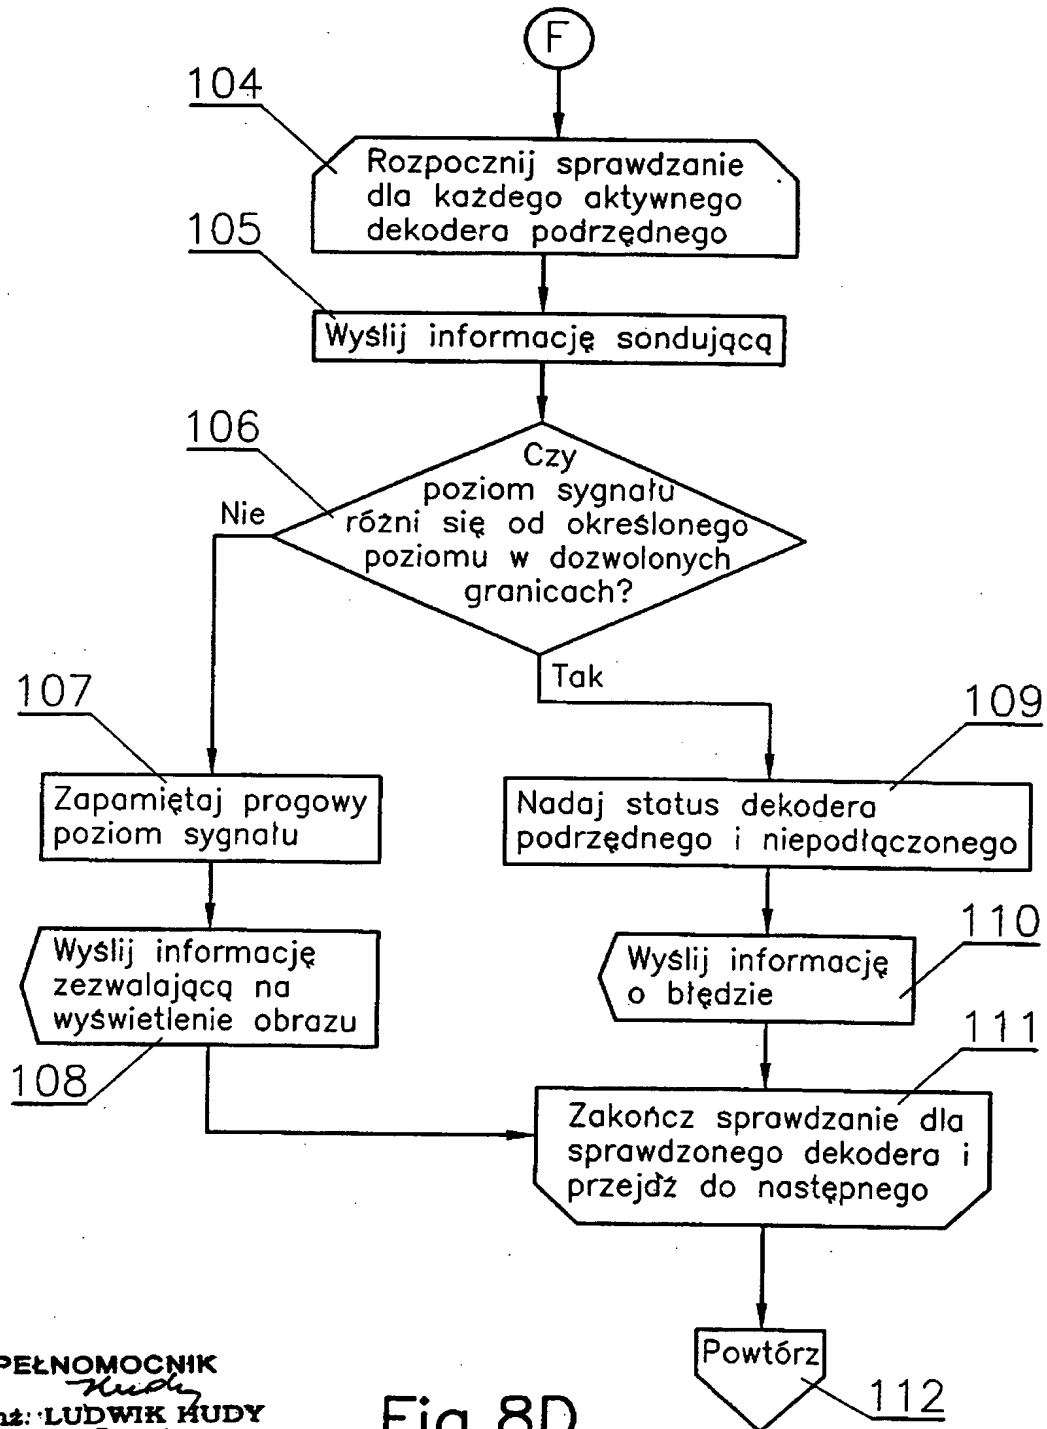 F
104
Rozpocznij sprawdzanie
dla każdego aktywnego
dekodera podrzędnego
105
Wyślij informację sondującą
106
Czy
poziom sygnału
różni się od określonego
poziomu w dozwolonych
granicach?
Nie
Tak
107
Zapamiętaj progowy
poziom sygnału
109
Nadaj status dekodera
podrzędnego i niepodłączonego
Wyślij informację
zezwalającą na
wyświetlenie obrazu
108
110
Wyślij informację
o błędzie
111
Zakończ sprawdzanie dla
sprawdzonego dekodera i
przejdź do następnego
Powtórz
112
PEŁNOMOCNIK
Hudy
LUDWIK HUDY
Fig 8D